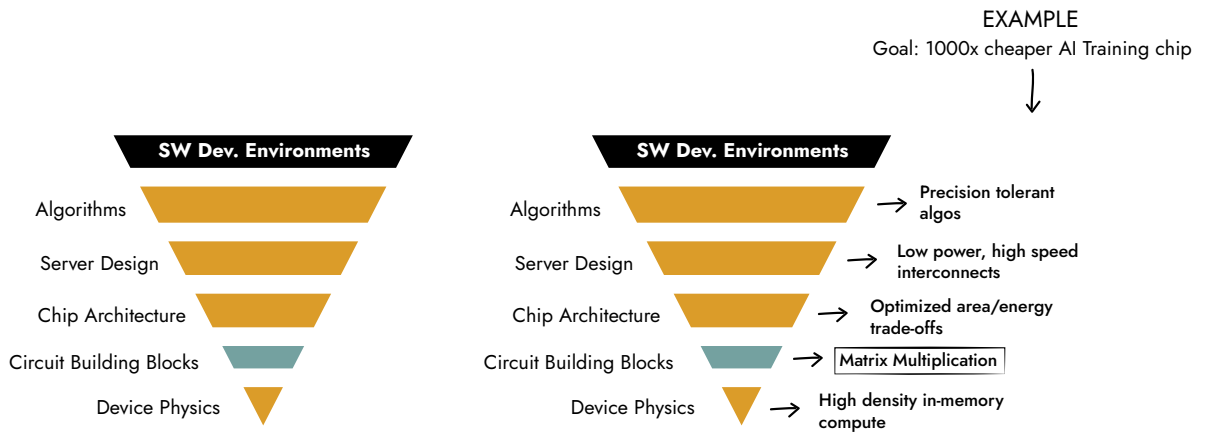 EXAMPLE
Goal: 1000x cheaper AI Training chip
SW Dev. Environments
Algorithms
Server Design
Chip Architecture
Circuit Building Blocks
Device Physics
SW Dev. Environments
Algorithms
Precision tolerant
algos
Server Design
Low power, high speed
interconnects
Chip Architecture
Optimized area/energy
trade-offs
Circuit Building Blocks
Matrix Multiplication
Device Physics
High density in-memory
compute